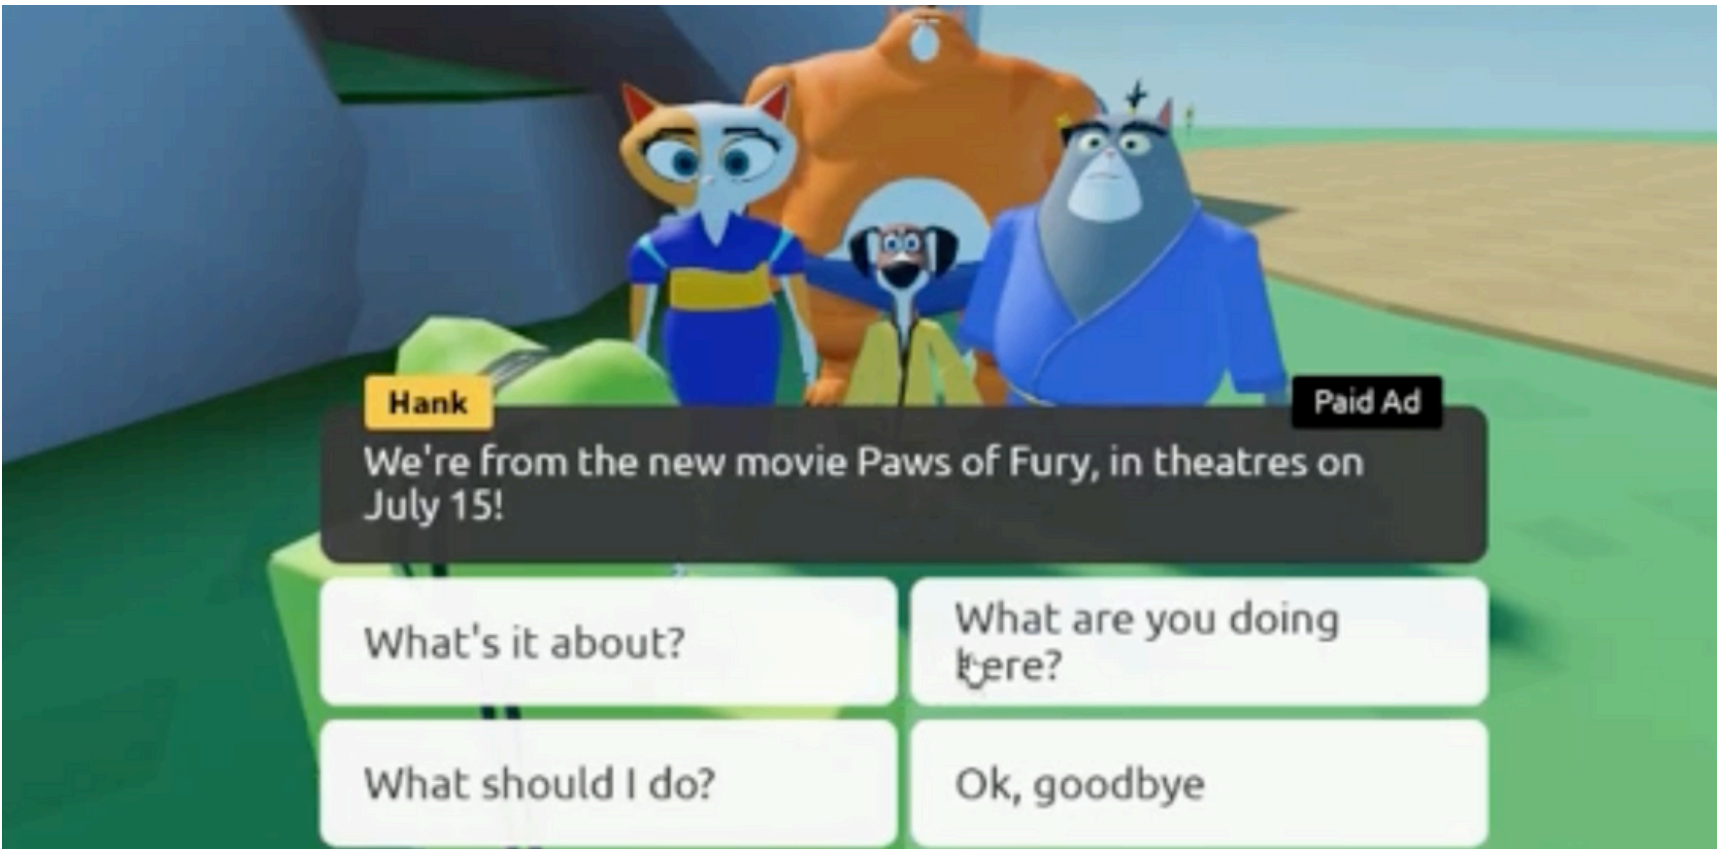 Hank
Paid Ad
We're from the new movie Paws of Fury, in theatres on
July 15!
What's it about?
What are you doing
here?
What should I do?
Ok, goodbye